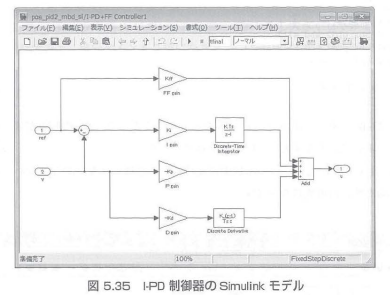 pos_pid2_mbd_sl/I-PD+FF Controller1
ファイル(F) 編集(E) 表示(V) シミュレーション(S) 書式(O) ツール(T) ヘルプ(H)
tfinal ノーマル
Kff
FF gain
1
ref
Ki
I gain
K Ts
z-1
Discrete-Time
Integrator
2
y
-Kp
P gain
Add
1
u
-Kd
D gain
K (z-1)
Ts z
Discrete Derivative
準備完了 100% FixedStepDiscrete
図 5.35 I-PD 制御器の Simulink モデル